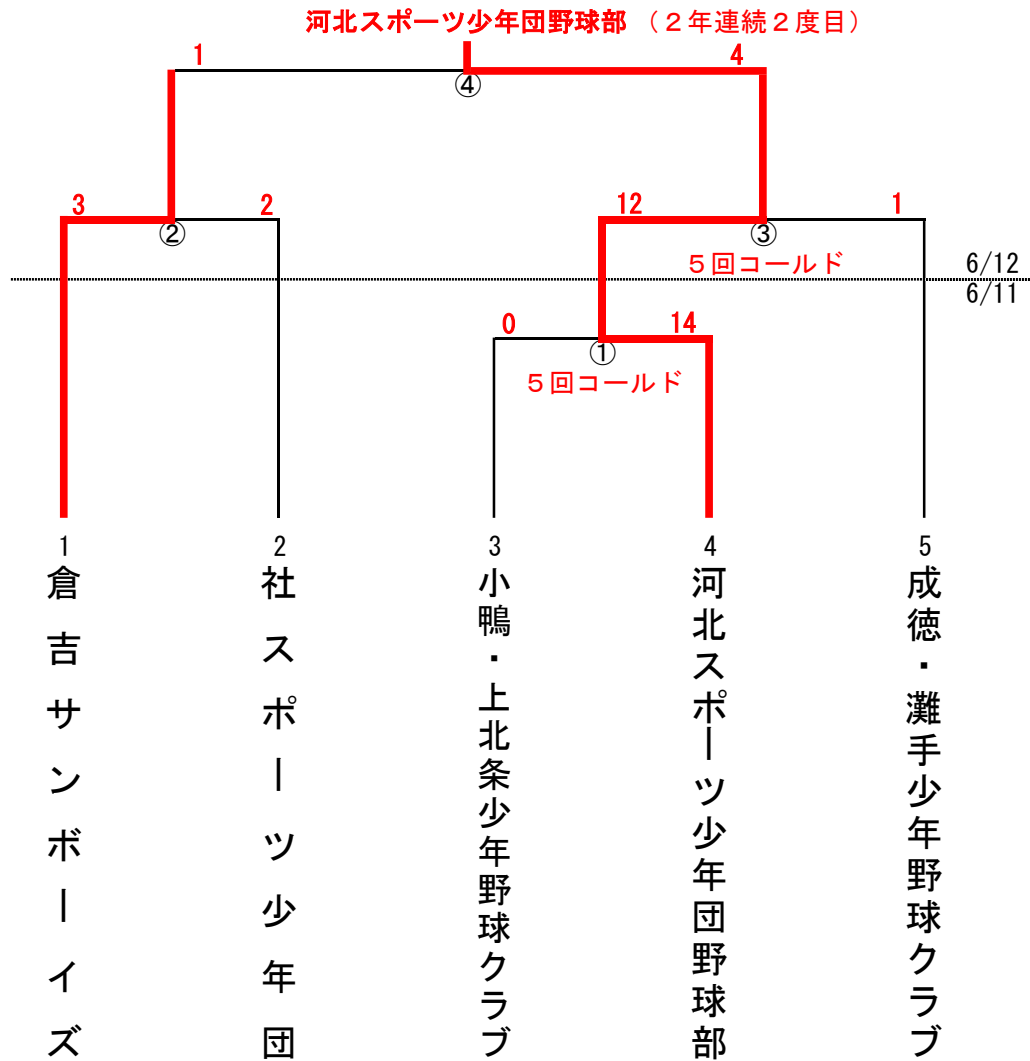 河北スポーツ少年団野球部 （２年連続２度目）
1
4
④
3
2
12
1
②
③
５回コールド
6/12
6/11
0
14
①
５回コールド
1
2
3
4
5
倉吉サンボーイズ
社スポーツ少年団
小鴨・上北条少年野球クラブ
河北スポーツ少年団野球部
成徳・灘手少年野球クラブ